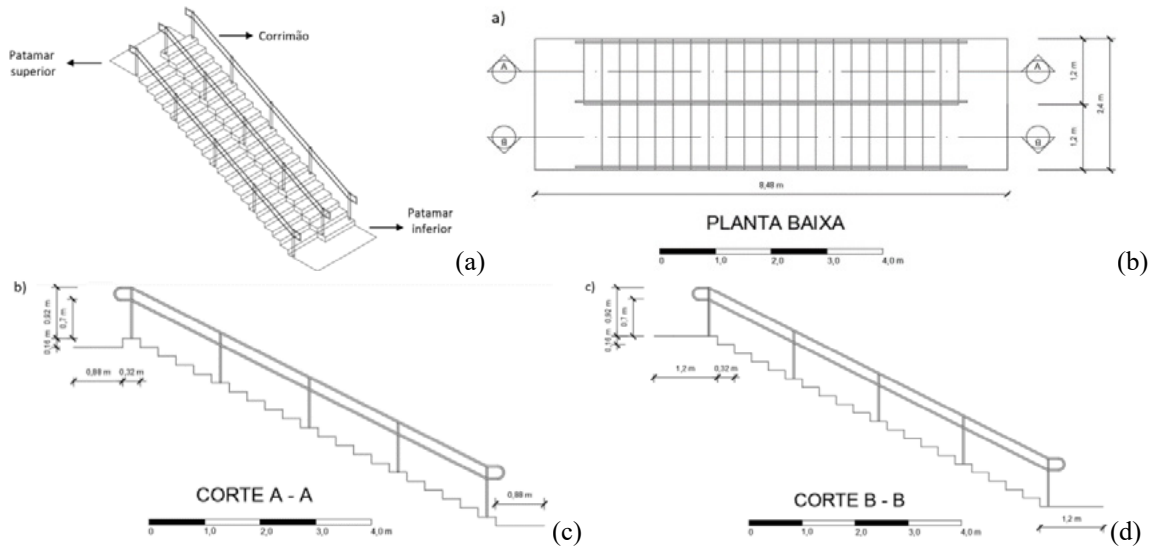 Corrimão
Patamar
superior
Patamar
inferior
(a)
a)
A
A
B
B
1,2 m
1,2 m
2,4 m
8,48 m
PLANTA BAIXA
0 1,0 2,0 3,0 4,0 m
(b)
b)
0,92 m
0,7 m
0,16 m
0,88 m
0,32 m
0,88 m
CORTE A - A
0 1,0 2,0 3,0 4,0 m
(c)
c)
0,92 m
0,7 m
0,16 m
1,2 m
0,32 m
1,2 m
CORTE B - B
0 1,0 2,0 3,0 4,0 m
(d)